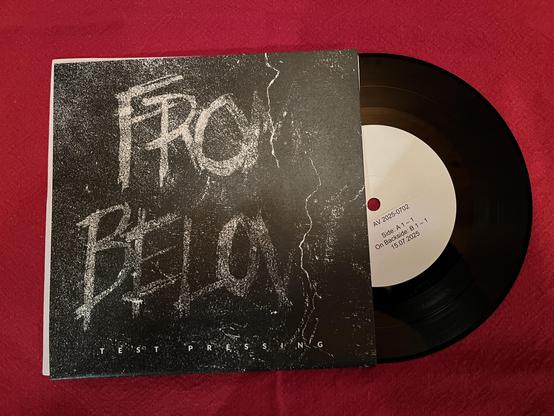 FROM
BELOW
TEST PRESSING
AV 2025-0702
Side: A 1 - 1
On Backside: B 1 - 1
15.07.2025